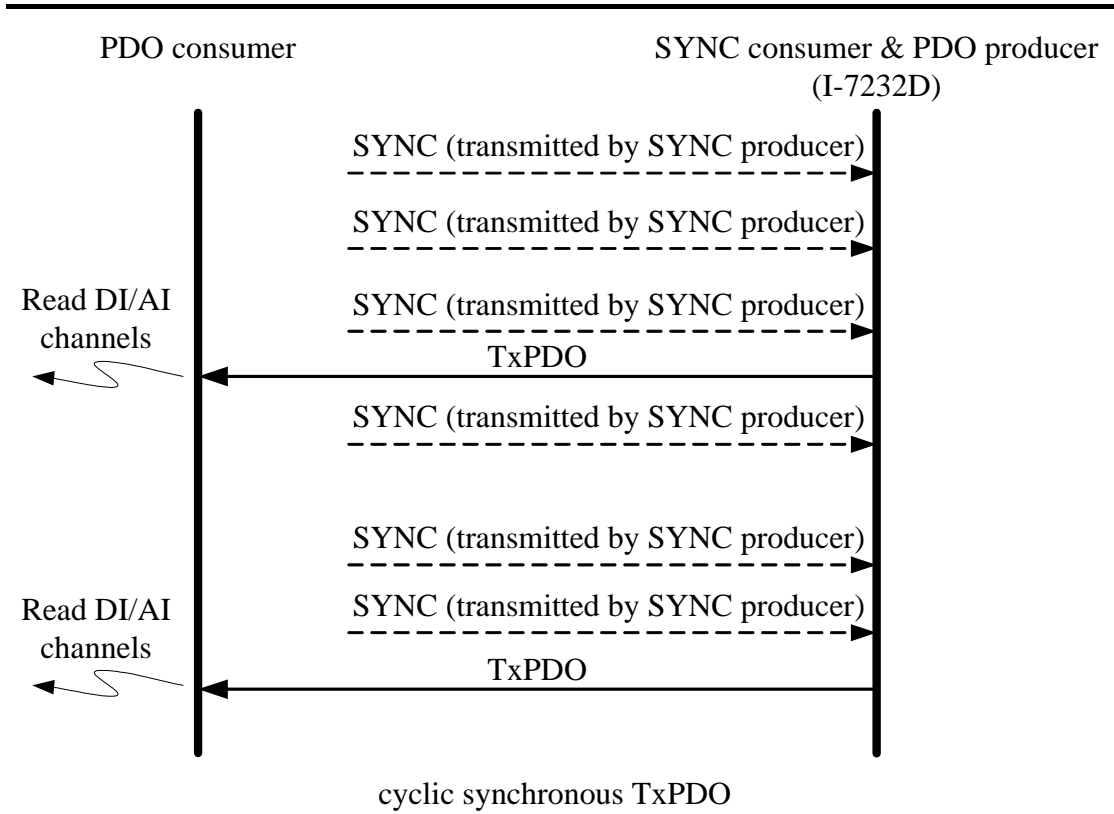 PDO consumer
SYNC consumer & PDO producer
(I-7232D)
SYNC (transmitted by SYNC producer)
SYNC (transmitted by SYNC producer)
Read DI/AI
channels
SYNC (transmitted by SYNC producer)
TxPDO
SYNC (transmitted by SYNC producer)
SYNC (transmitted by SYNC producer)
Read DI/AI
channels
SYNC (transmitted by SYNC producer)
TxPDO
cyclic synchronous TxPDO